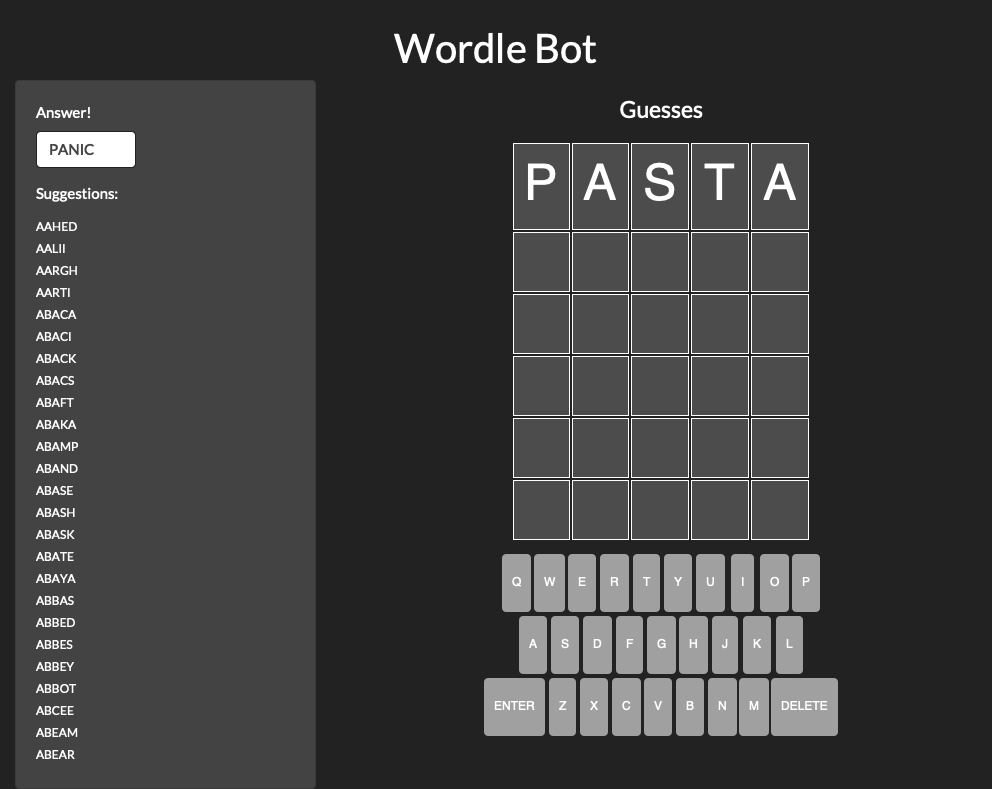 Wordle Bot
Answer!
PANIC
Suggestions:
AAHED
AALII
AARGH
AARTI
ABACA
ABACI
ABACK
ABACS
ABAFT
ABAKA
ABAMP
ABAND
ABASE
ABASH
ABASK
ABATE
ABAYA
ABBAS
ABBED
ABBES
ABBEY
ABBOT
ABCEE
ABEAM
ABEAR
Guesses
P A S T A
Q W E R T Y U I O P
A S D F G H J K L
ENTER Z X C V B N M DELETE